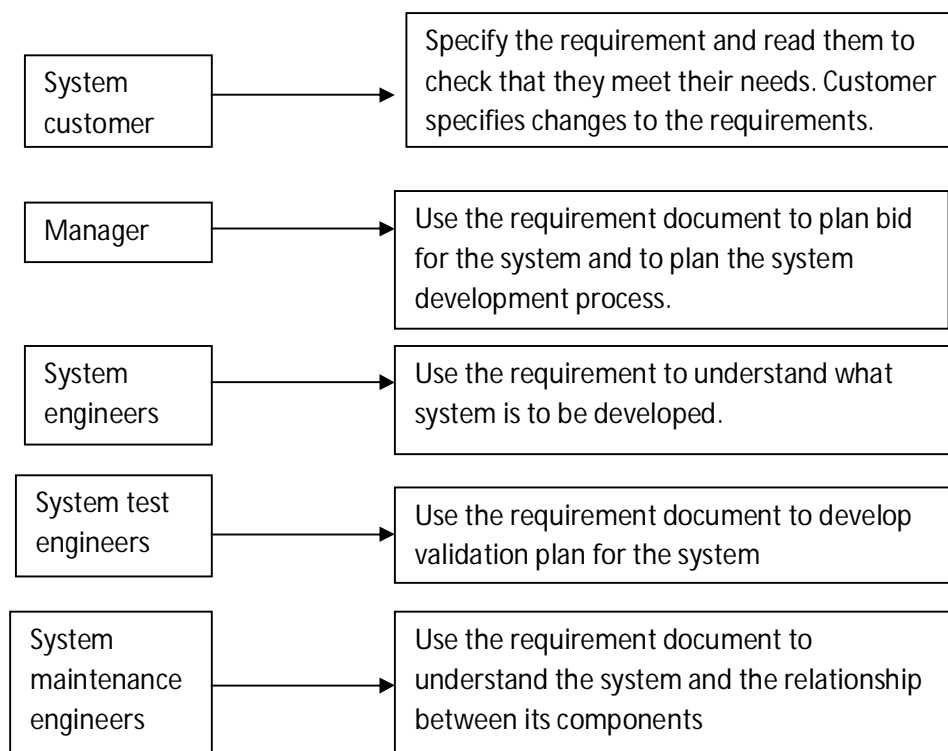 System
customer
Specify the requirement and read them to
check that they meet their needs. Customer
specifies changes to the requirements.
Manager
Use the requirement document to plan bid
for the system and to plan the system
development process.
System
engineers
Use the requirement to understand what
system is to be developed.
System test
engineers
Use the requirement document to develop
validation plan for the system
System
maintenance
engineers
Use the requirement document to
understand the system and the relationship
between its components